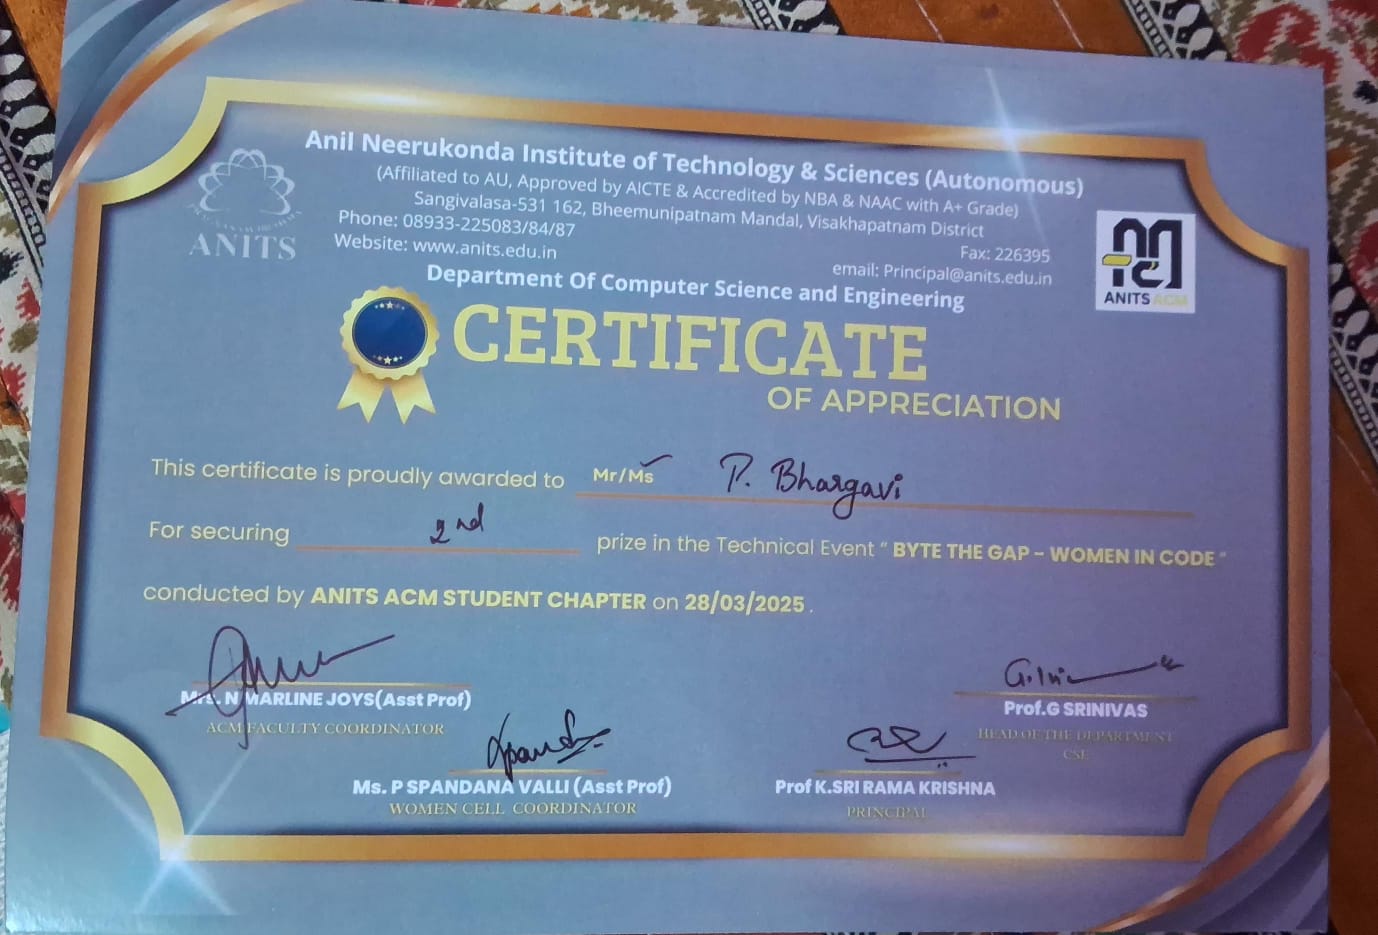 Anil Neerukonda Institute of Technology & Sciences (Autonomous)
(Affiliated to AU, Approved by AICTE & Accredited by NBA & NAAC with A+ Grade)
Sangivalasa-531 162, Bheemunipatnam Mandal, Visakhapatnam District
Phone: 08933-225083/84/87
Fax: 226395
Website: www.anits.edu.in
email: Principal@anits.edu.in
ANITS
ANITS ACM
Department Of Computer Science and Engineering
CERTIFICATE
OF APPRECIATION
This certificate is proudly awarded to Mr/Ms P. Bhargavi
For securing 2nd prize in the Technical Event " BYTE THE GAP - WOMEN IN CODE "
conducted by ANITS ACM STUDENT CHAPTER on 28/03/2025 .
Mrs. N MARLINE JOYS(Asst Prof)
ACM FACULTY COORDINATOR
Prof.G SRINIVAS
HEAD OF THE DEPARTMENT
CSE
Ms. P SPANDANA VALLI (Asst Prof)
WOMEN CELL COORDINATOR
Prof K.SRI RAMA KRISHNA
PRINCIPAL